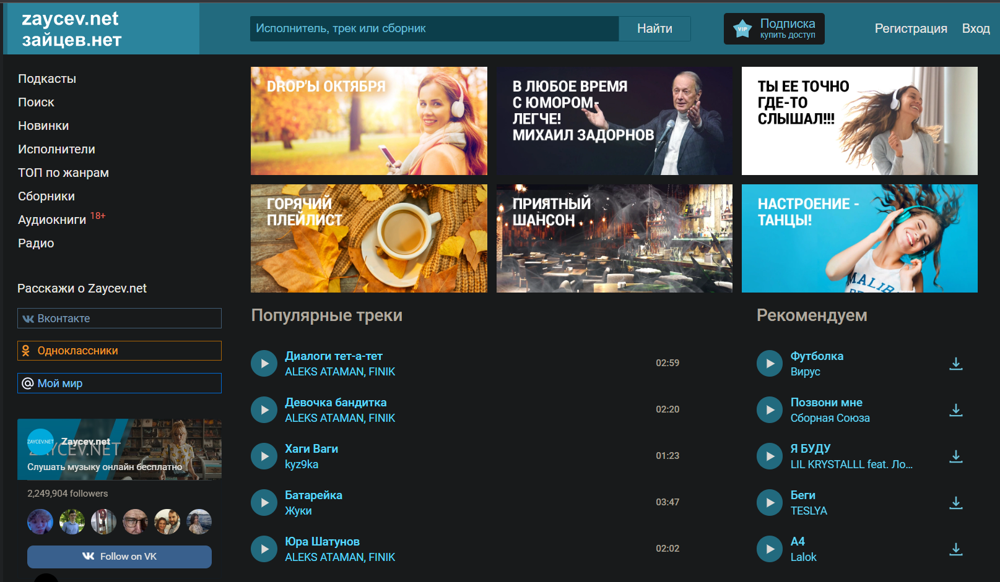 zaycev.net
зайцев.нет
Исполнитель, трек или сборник
Найти
VIP
Подписка
купить доступ
Регистрация
Вход
Подкасты
Поиск
Новинки
Исполнители
ТОП по жанрам
Сборники
Аудиокниги 18+
Радио
Расскажи о Zaycev.net
Вконтакте
Одноклассники
Мой мир
ZAYCEV.NET
Zaycev.net
ZAYCEV.NET
Слушать музыку онлайн бесплатно
2,249,904 followers
Follow on VK
DROP'Ы ОКТЯБРЯ
В ЛЮБОЕ ВРЕМЯ
С ЮМОРОМ-
ЛЕГЧЕ!
МИХАИЛ ЗАДОРНОВ
ТЫ ЕЕ ТОЧНО
ГДЕ-ТО
СЛЫШАЛ!!!
ГОРЯЧИЙ
ПЛЕЙЛИСТ
ПРИЯТНЫЙ
ШАНСОН
НАСТРОЕНИЕ -
ТАНЦЫ!
MALIB
Популярные треки
Диалоги тет-а-тет
ALEKS ATAMAN, FINIK
02:59
Девочка бандитка
ALEKS ATAMAN, FINIK
02:20
Хаги Ваги
kyz9ka
01:23
Батарейка
Жуки
03:47
Юра Шатунов
ALEKS ATAMAN, FINIK
02:02
Рекомендуем
Футболка
Вирус
Позвони мне
Сборная Союза
Я БУДУ
LIL KRYSTALLL feat. Ло...
Беги
TESLYA
А4
Lalok